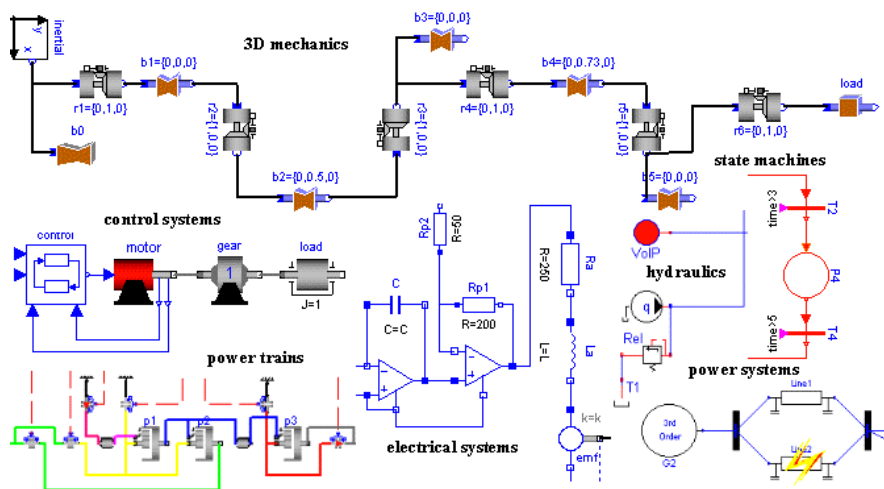 y
x
inertial
3D mechanics
b3={0,0,0}
b1={0,0,0}
b4={0,0.73,0}
load
r1={0,1,0}
r2={1,0,0}
r3={1,0,0}
r4={0,1,0}
r5={1,0,0}
r6={0,1,0}
b0
b2={0,0.5,0}
b5={0,0,0}
state machines
control systems
control
motor
gear
load
1
J=1
Rp2
R=50
C
C=C
Rp1
R=200
R=250
Ra
L=L
La
k=k
emf
electrical systems
VolP
hydraulics
q
Rel
T1
time>3
T2
P4
time>5
T4
power trains
p1
p2
p3
power systems
3rd
Order
G2
Line1
Line2